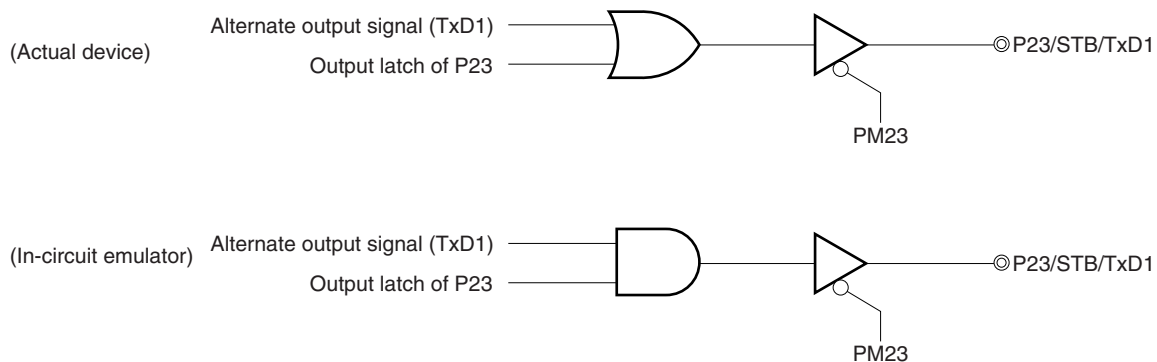 Alternate output signal (TxD1)
(Actual device)
Output latch of P23
P23/STB/TxD1
PM23
Alternate output signal (TxD1)
(In-circuit emulator)
Output latch of P23
P23/STB/TxD1
PM23